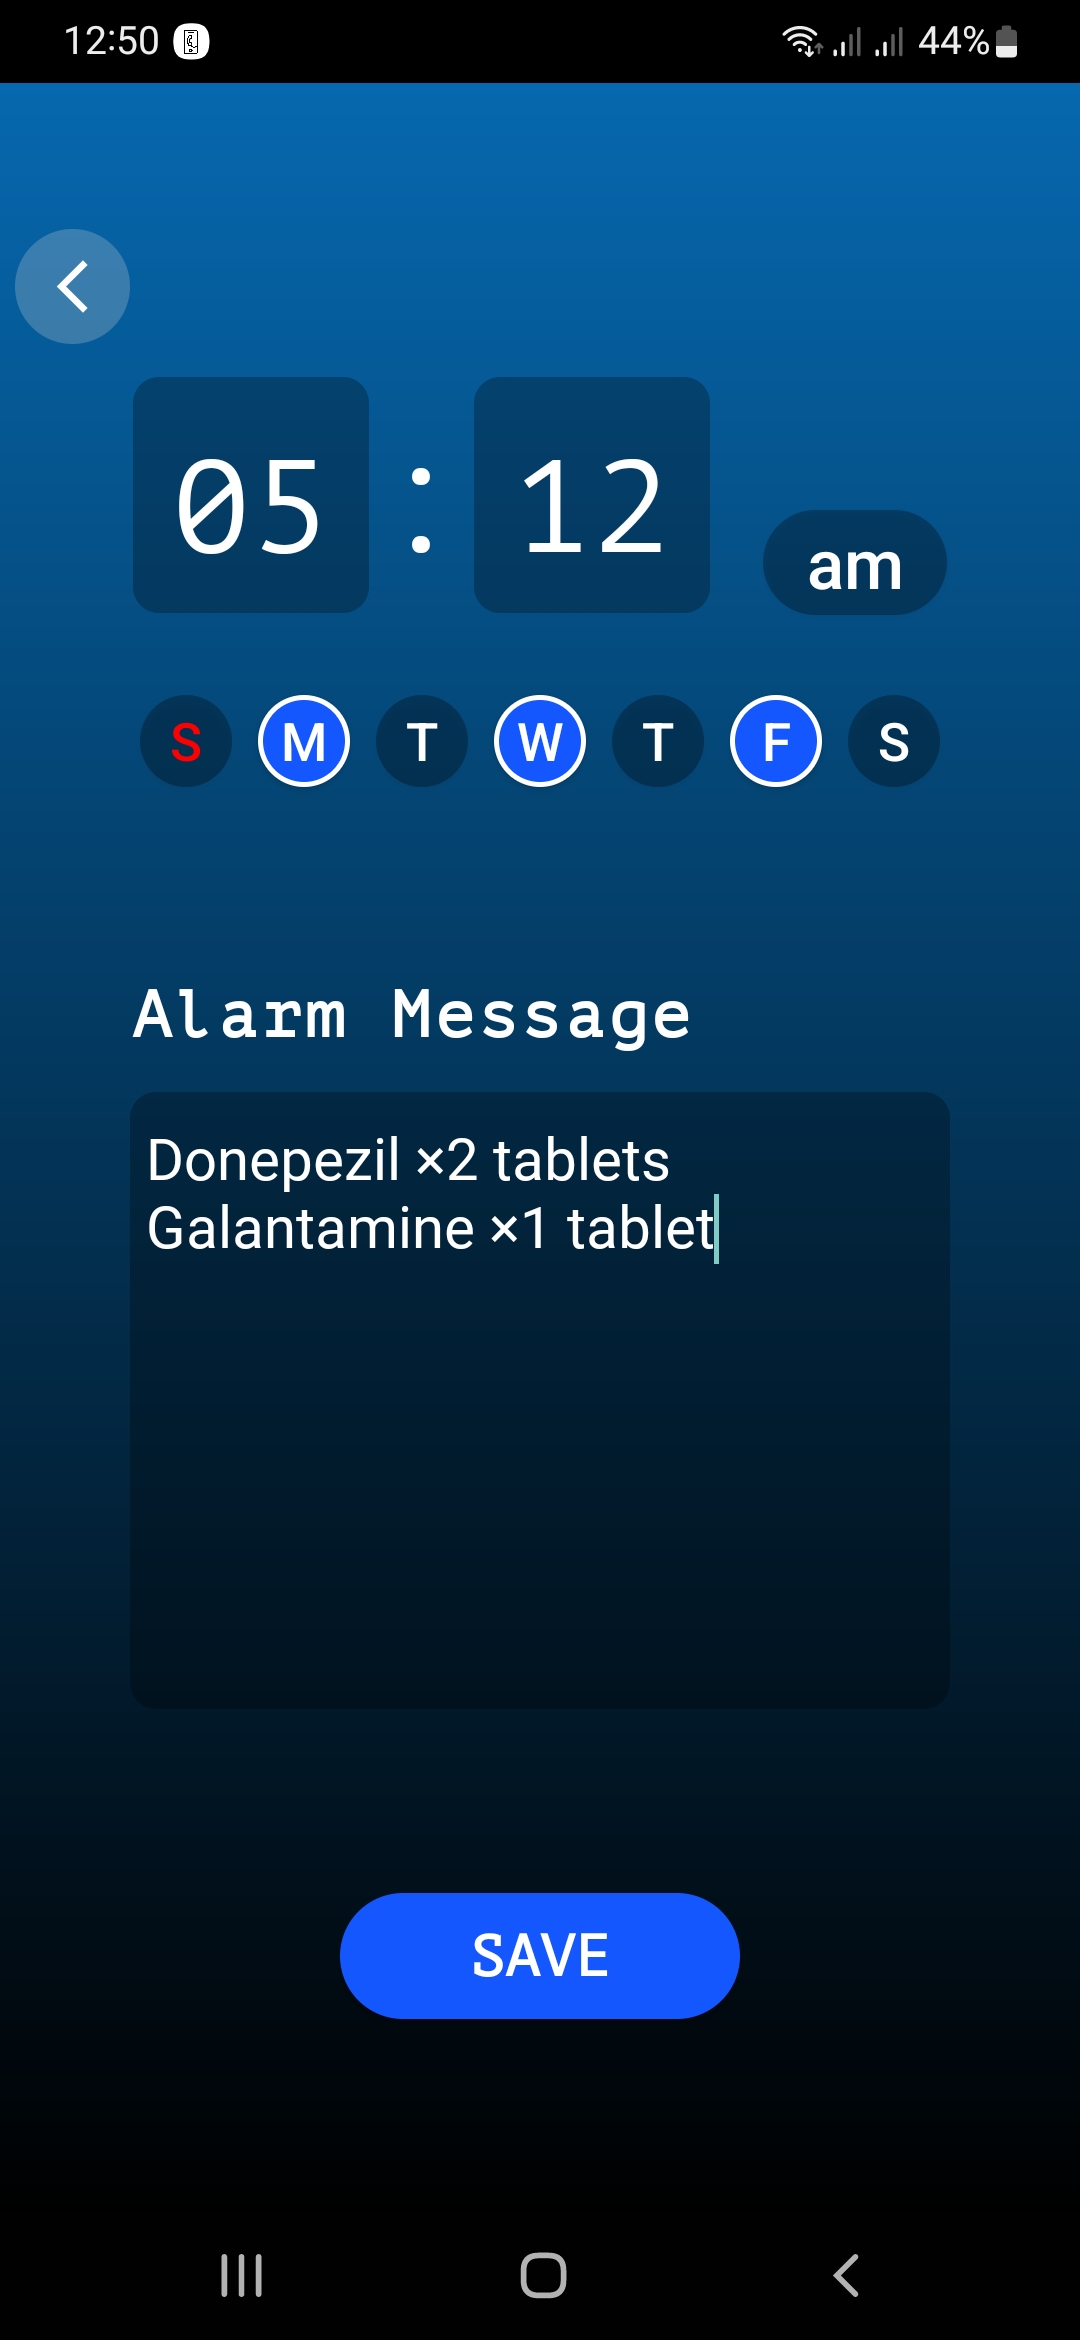 12:50 44%
05 : 12 am
S M T W T F S
Alarm Message
Donepezil ×2 tablets
Galantamine ×1 tablet
SAVE